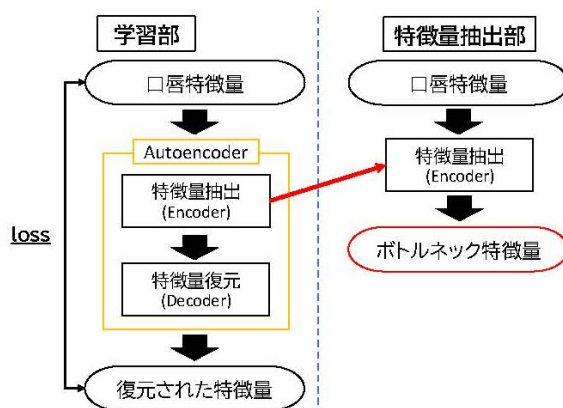 学習部
口唇特徴量
Autoencoder
特徴量抽出
(Encoder)
特徴量復元
(Decoder)
loss
復元された特徴量
特徴量抽出部
口唇特徴量
特徴量抽出
(Encoder)
ボトルネック特徴量